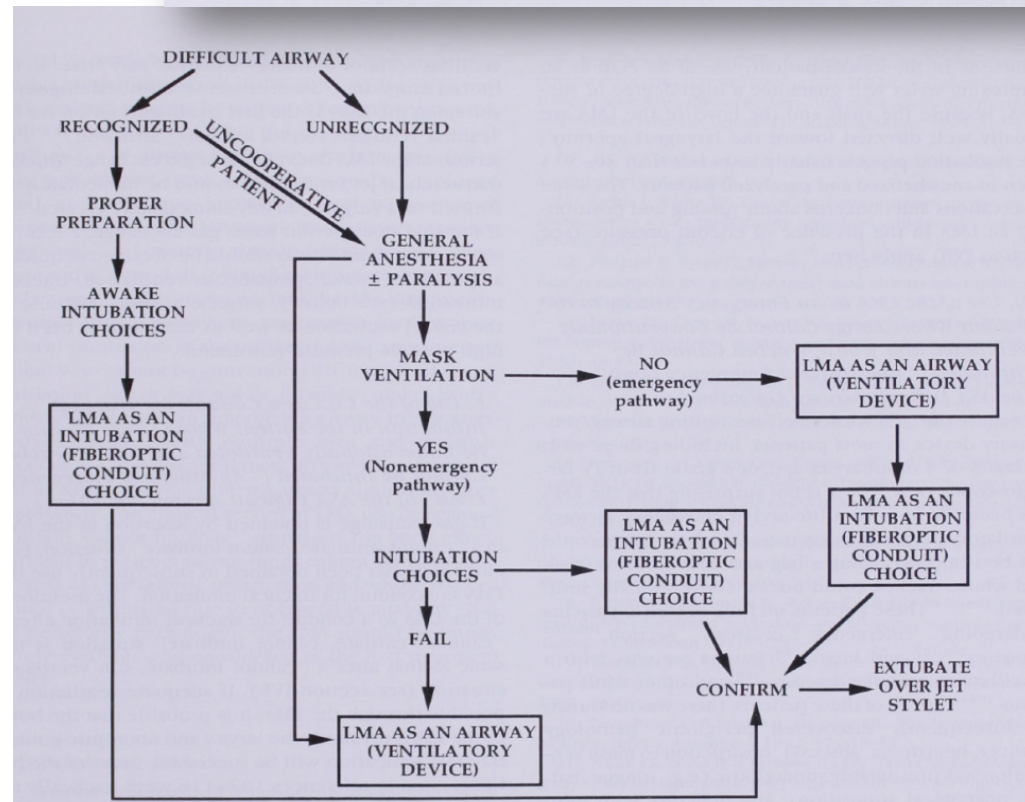 DIFFICULT AIRWAY
RECOGNIZED
UNCOOPERATIVE
PATIENT
UNRECGNIZED
PROPER
PREPARATION
GENERAL
ANESTHESIA
± PARALYSIS
AWAKE
INTUBATION
CHOICES
MASK
VENTILATION
NO
(emergency
pathway)
LMA AS AN AIRWAY
(VENTILATORY
DEVICE)
LMA AS AN
INTUBATION
(FIBEROPTIC
CONDUIT)
CHOICE
YES
(Nonemergency
pathway)
LMA AS AN
INTUBATION
(FIBEROPTIC
CONDUIT)
CHOICE
LMA AS AN
INTUBATION
(FIBEROPTIC
CONDUIT)
CHOICE
INTUBATION
CHOICES
FAIL
CONFIRM
EXTUBATE
OVER JET
STYLET
LMA AS AN AIRWAY
(VENTILATORY
DEVICE)